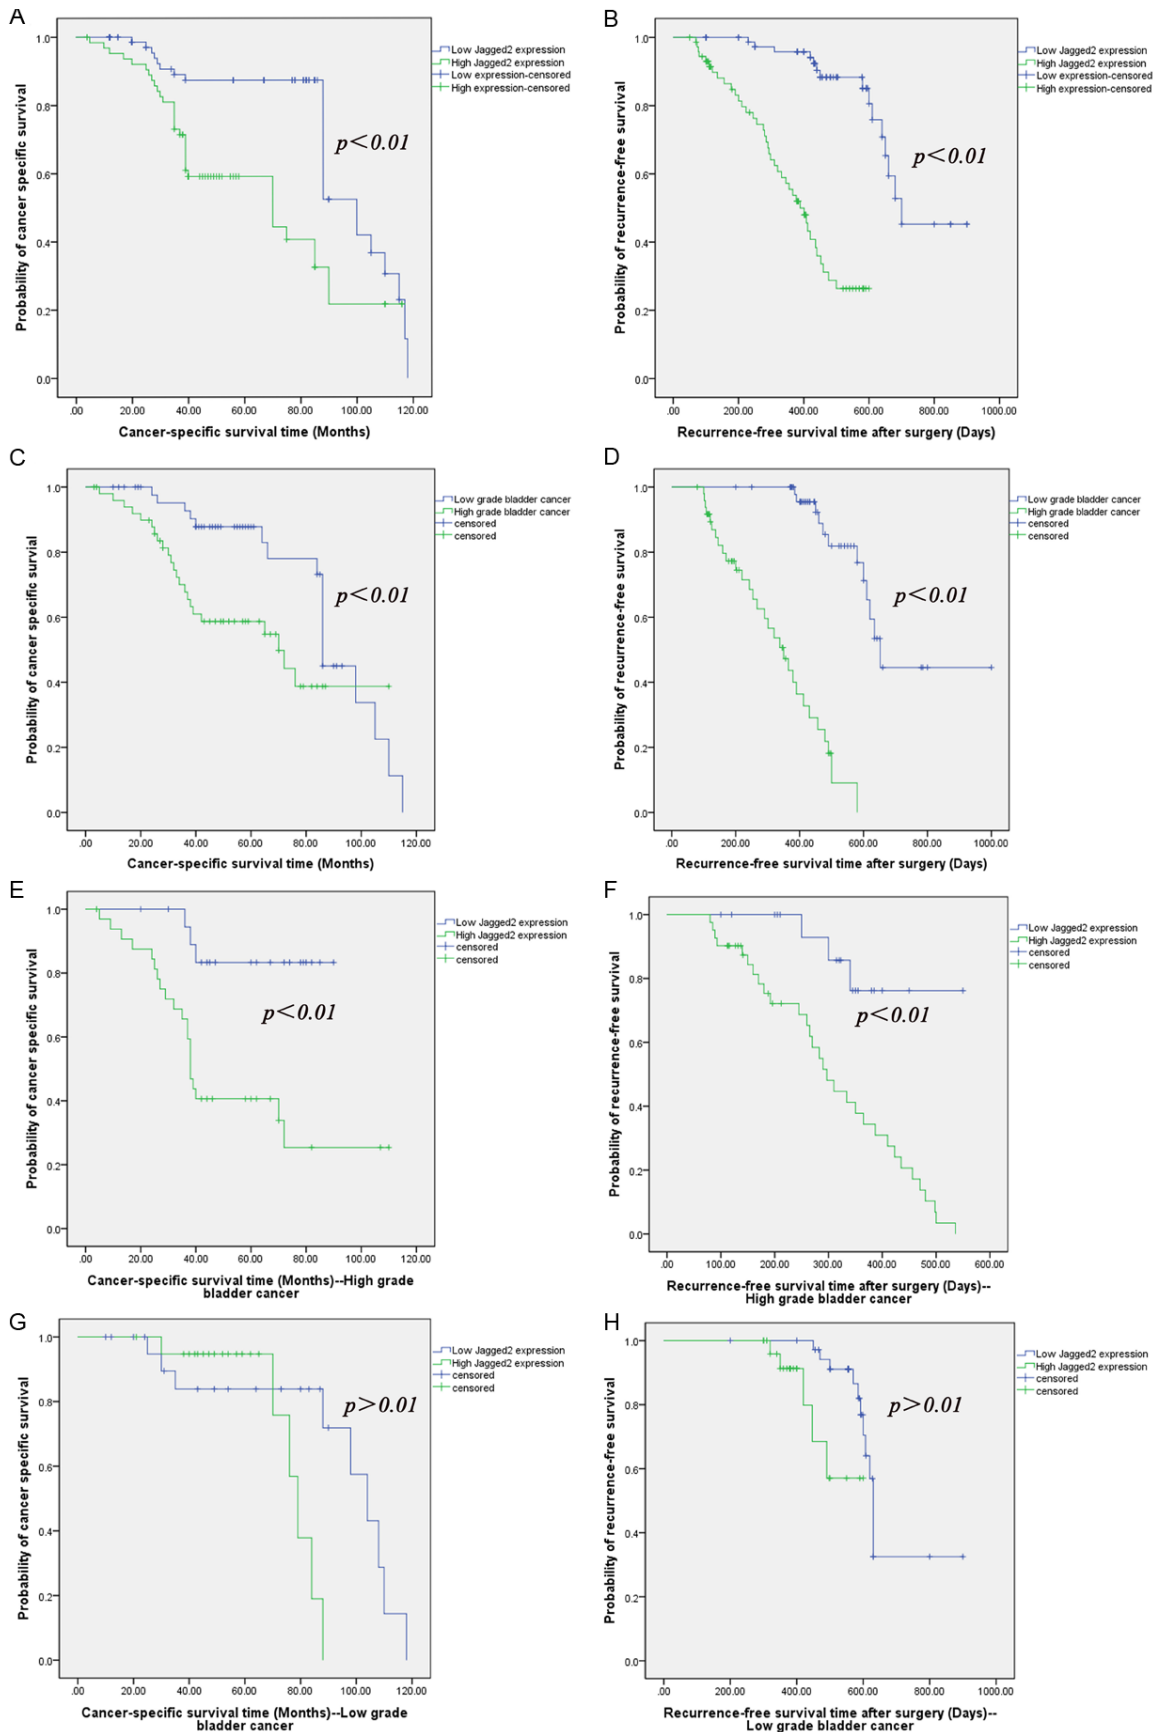 A
Probability of cancer specific survival
1.0
0.8
0.6
0.4
0.2
0.0
.00 20.00 40.00 60.00 80.00 100.00 120.00
Cancer-specific survival time (Months)
p<0.01
Low Jagged2 expression
High Jagged2 expression
Low expression-censored
High expression-censored
B
Probability of recurrence-free survival
1.0
0.8
0.6
0.4
0.2
0.0
.00 200.00 400.00 600.00 800.00 1000.00
Recurrence-free survival time after surgery (Days)
p<0.01
Low Jagged2 expression
High Jagged2 expression
Low expression-censored
High expression-censored
C
Probability of cancer specific survival
1.0
0.8
0.6
0.4
0.2
0.0
.00 20.00 40.00 60.00 80.00 100.00 120.00
Cancer-specific survival time (Months)
p<0.01
Low grade bladder cancer
High grade bladder cancer
censored
censored
D
Probability of recurrence-free survival
1.0
0.8
0.6
0.4
0.2
0.0
.00 200.00 400.00 600.00 800.00 1000.00
Recurrence-free survival time after surgery (Days)
p<0.01
Low grade bladder cancer
High grade bladder cancer
censored
censored
E
Probability of cancer specific survival
1.0
0.8
0.6
0.4
0.2
0.0
.00 20.00 40.00 60.00 80.00 100.00 120.00
Cancer-specific survival time (Months)--High grade
bladder cancer
p<0.01
Low Jagged2 expression
High Jagged2 expression
censored
censored
F
Probability of recurrence-free survival
1.0
0.8
0.6
0.4
0.2
0.0
.00 100.00 200.00 300.00 400.00 500.00 600.00
Recurrence-free survival time after surgery (Days)--
High grade bladder cancer
p<0.01
Low Jagged2 expression
High Jagged2 expression
censored
censored
G
Probability of cancer specific survival
1.0
0.8
0.6
0.4
0.2
0.0
.00 20.00 40.00 60.00 80.00 100.00 120.00
Cancer-specific survival time (Months)--Low grade
bladder cancer
p>0.01
Low Jagged2 expression
High Jagged2 expression
censored
censored
H
Probability of recurrence-free survival
1.0
0.8
0.6
0.4
0.2
0.0
.00 200.00 400.00 600.00 800.00 1000.00
Recurrence-free survival time after surgery (Days)--
Low grade bladder cancer
p>0.01
Low Jagged2 expression
High Jagged2 expression
censored
censored